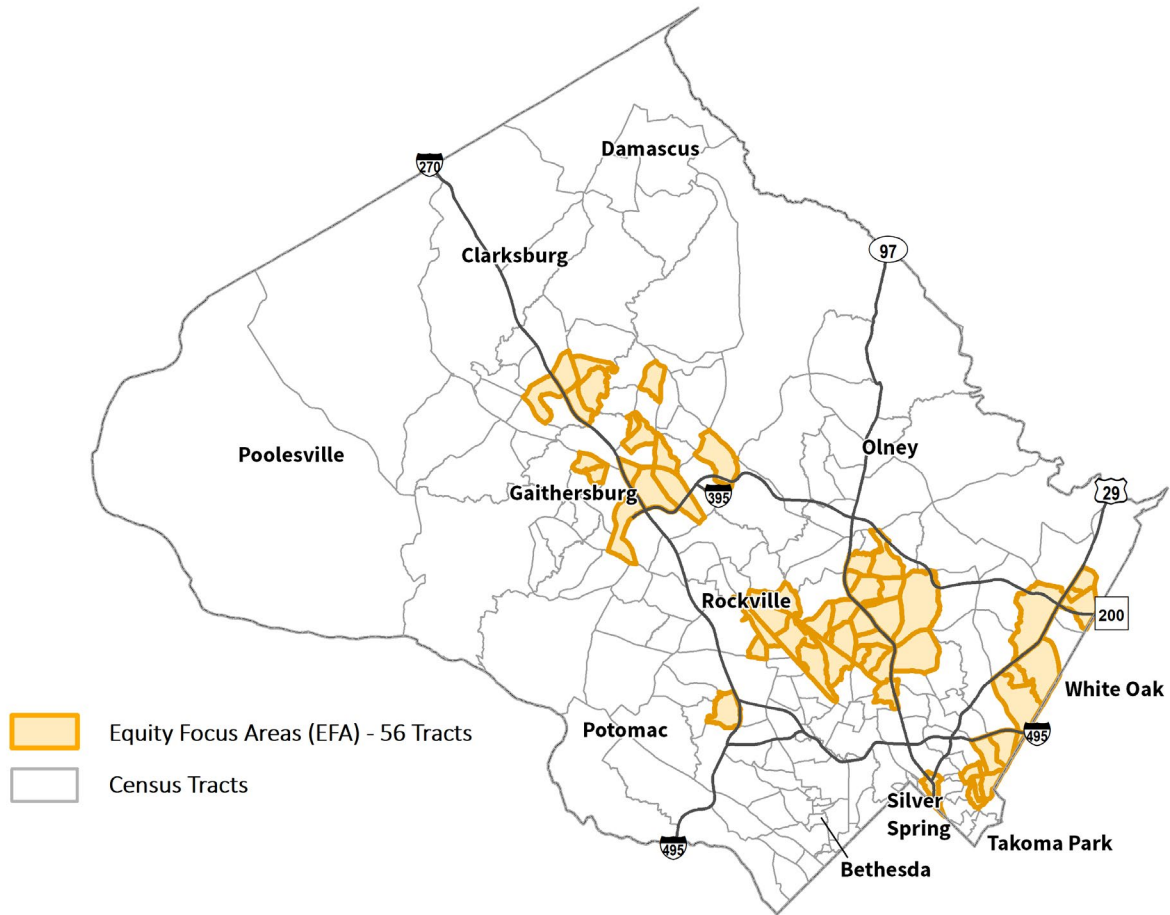 Damascus
270
97
Clarksburg
Olney
Poolesville
Gaithersburg
395
29
Rockville
200
White Oak
Potomac
495
Equity Focus Areas (EFA) - 56 Tracts
Census Tracts
Silver
Spring
495
Takoma Park
Bethesda